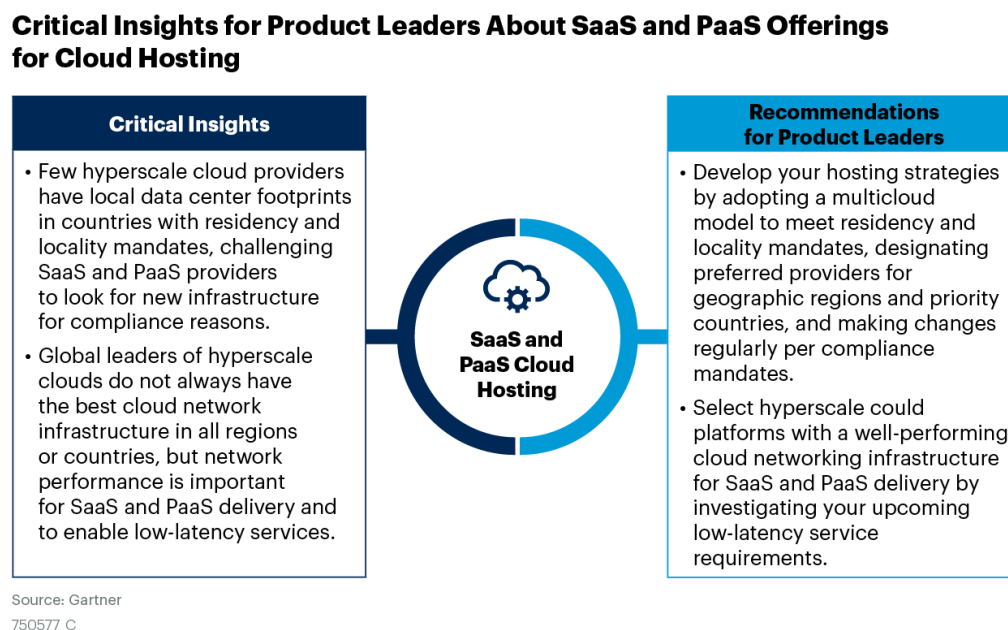 Critical Insights for Product Leaders About SaaS and PaaS Offerings
for Cloud Hosting
Critical Insights
• Few hyperscale cloud providers
have local data center footprints
in countries with residency and
locality mandates, challenging
SaaS and PaaS providers
to look for new infrastructure
for compliance reasons.
• Global leaders of hyperscale
clouds do not always have
the best cloud network
infrastructure in all regions
or countries, but network
performance is important
for SaaS and PaaS delivery and
to enable low-latency services.
SaaS and
PaaS Cloud
Hosting
Recommendations
for Product Leaders
• Develop your hosting strategies
by adopting a multicloud
model to meet residency and
locality mandates, designating
preferred providers for
geographic regions and priority
countries, and making changes
regularly per compliance
mandates.
• Select hyperscale could
platforms with a well-performing
cloud networking infrastructure
for SaaS and PaaS delivery by
investigating your upcoming
low-latency service
requirements.
Source: Gartner
750577_C